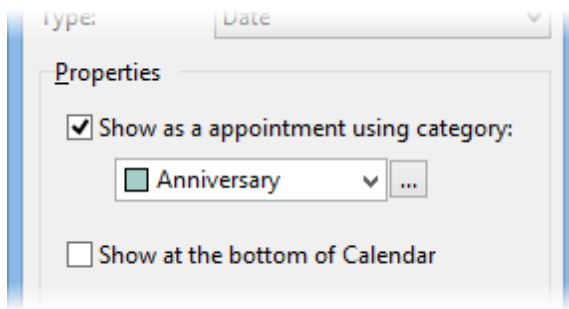 Type: Date
Properties
Show as a appointment using category:
Anniversary ...
Show at the bottom of Calendar